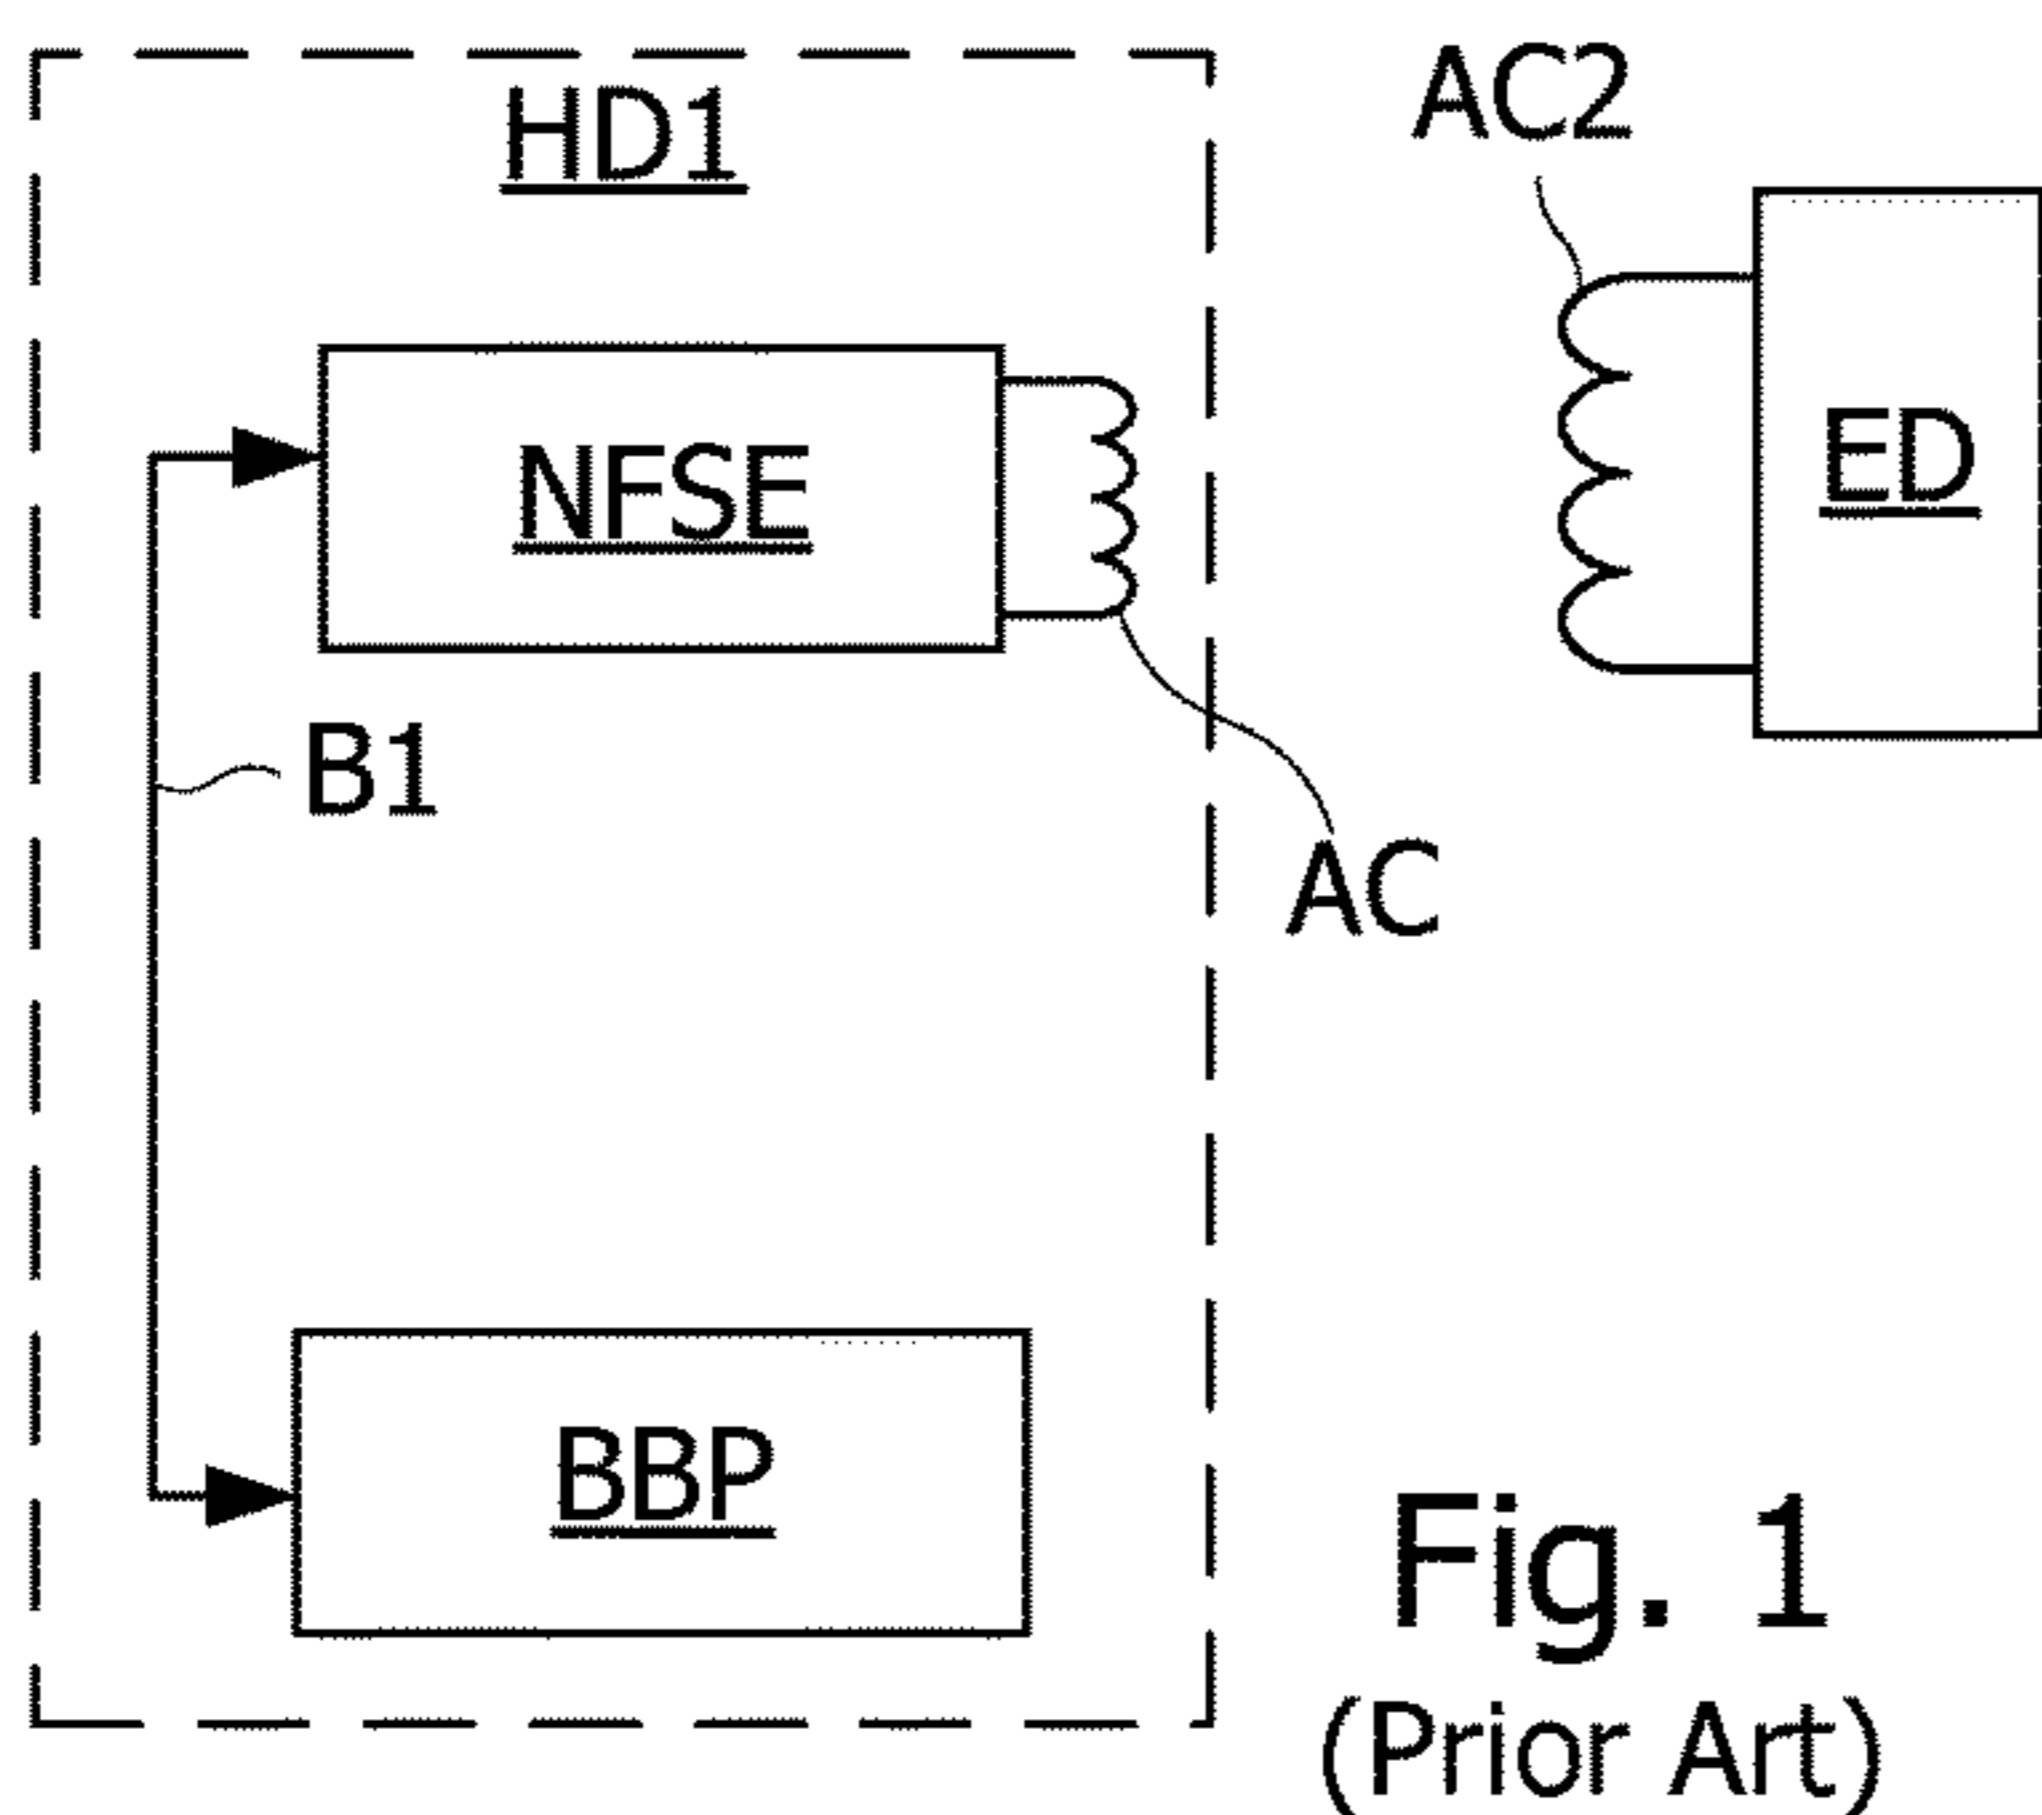 HD1
AC2
NFSE
ED
B1
AC
BBP
Fig. 1
(Prior Art)